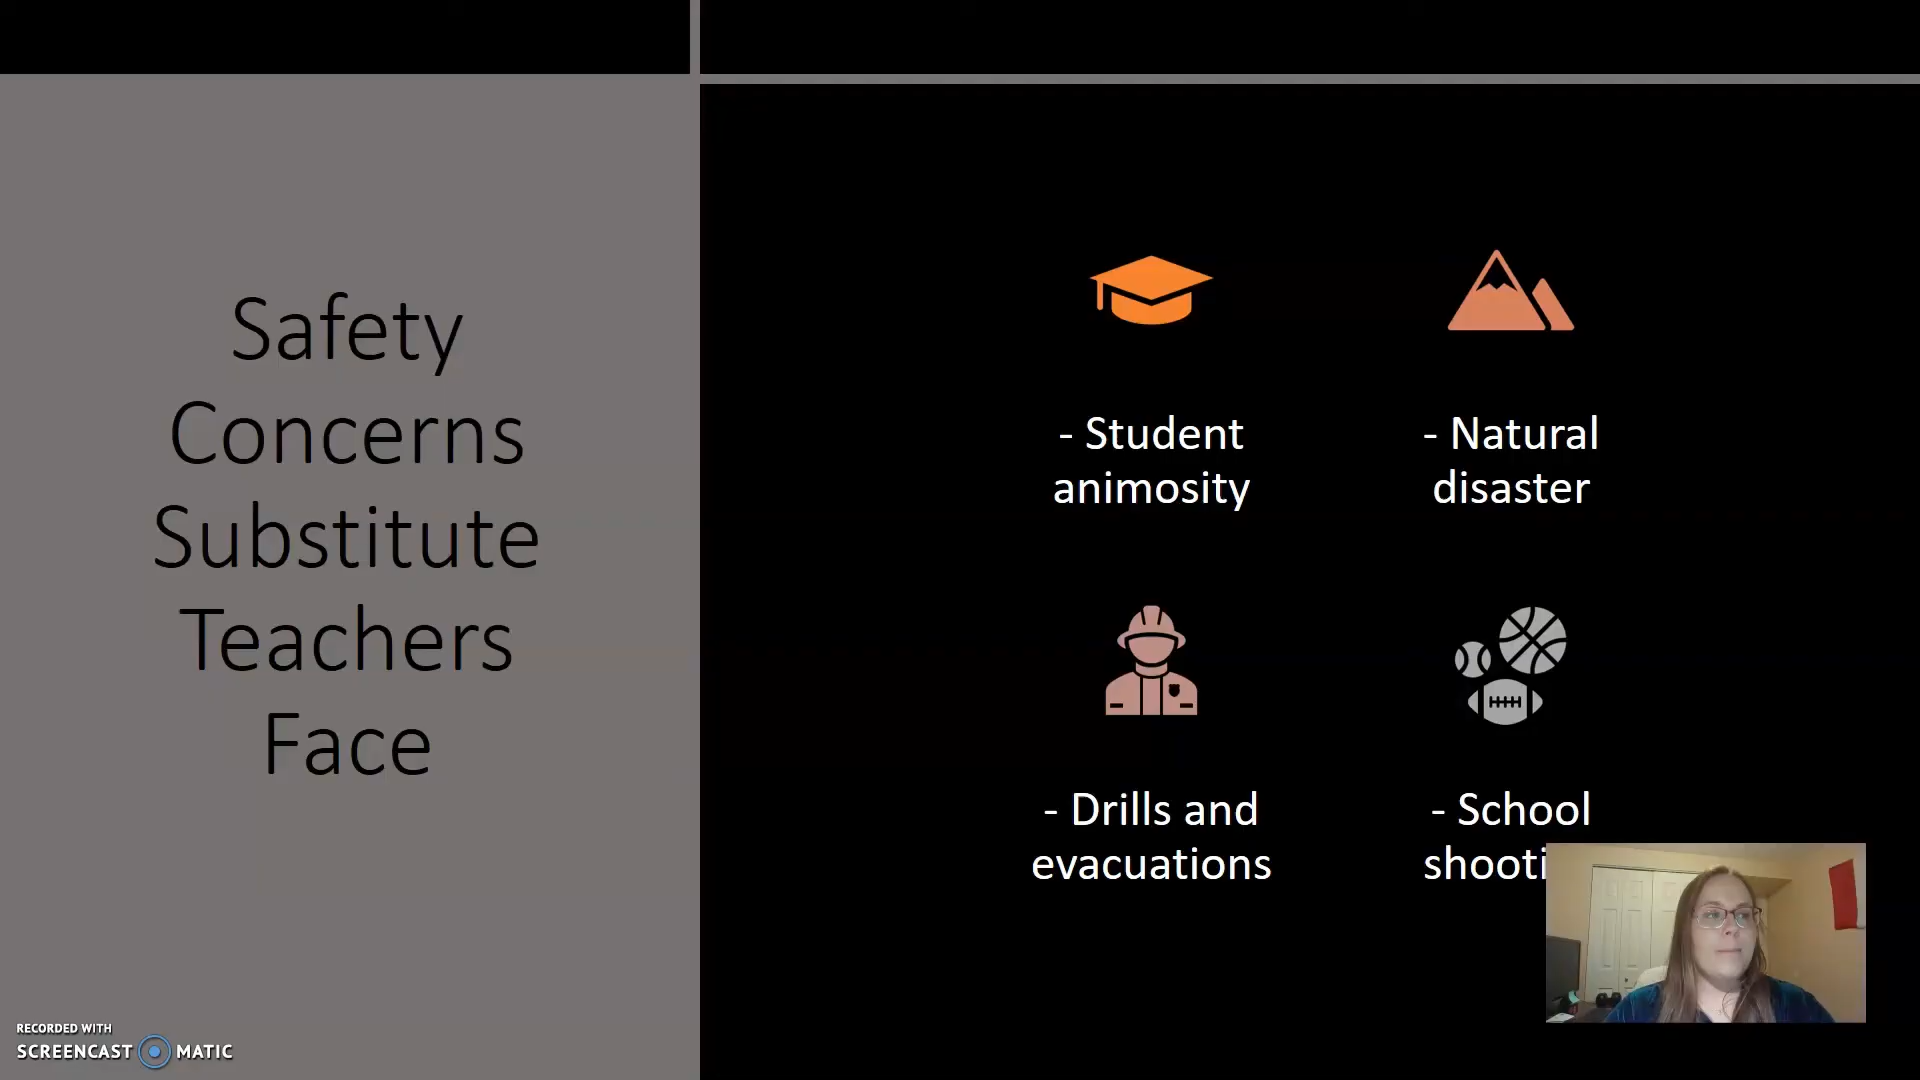 Safety
Concerns
Substitute
Teachers
Face
- Student
animosity
- Natural
disaster
- Drills and
evacuations
- School
RECORDED WITH
SCREENCAST MATIC